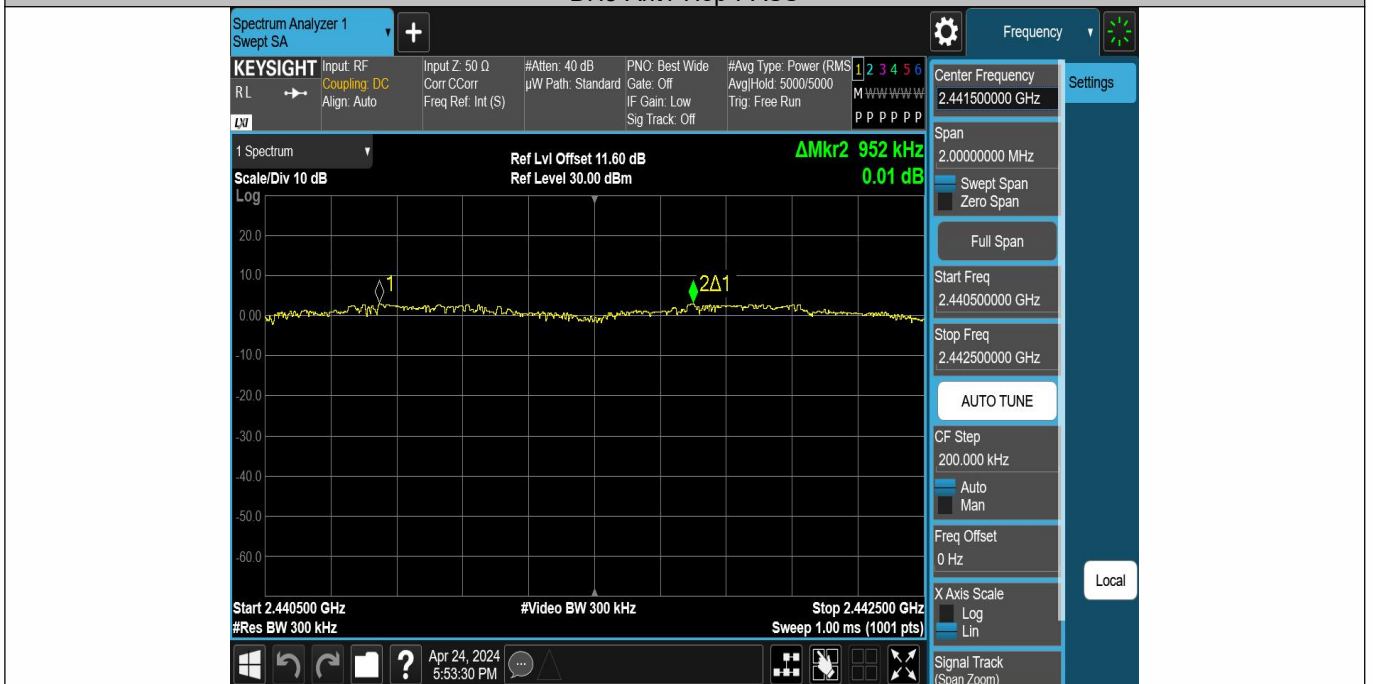 Spectrum Analyzer 1
Swept SA
Frequency
KEYSIGHT
RL
LXI
Input: RF
Coupling: DC
Align: Auto
Input Z: 50 Ω
Corr CCorr
Freq Ref: Int (S)
#Atten: 40 dB
µW Path: Standard
PNO: Best Wide
Gate: Off
IF Gain: Low
Sig Track: Off
#Avg Type: Power (RMS
Avg|Hold: 5000/5000
Trig: Free Run
1 2 3 4 5 6
M W W W W W
P P P P P P
1 Spectrum
Scale/Div 10 dB
Log
Ref Lvl Offset 11.60 dB
Ref Level 30.00 dBm
ΔMkr2 952 kHz
0.01 dB
20.0
10.0
0.00
-10.0
-20.0
-30.0
-40.0
-50.0
-60.0
1
2Δ1
Start 2.440500 GHz
#Res BW 300 kHz
#Video BW 300 kHz
Stop 2.442500 GHz
Sweep 1.00 ms (1001 pts)
Apr 24, 2024
5:53:30 PM
Center Frequency
2.441500000 GHz
Settings
Span
2.00000000 MHz
Swept Span
Zero Span
Full Span
Start Freq
2.440500000 GHz
Stop Freq
2.442500000 GHz
AUTO TUNE
CF Step
200.000 kHz
Auto
Man
Freq Offset
0 Hz
Local
X Axis Scale
Log
Lin
Signal Track
(Span Zoom)